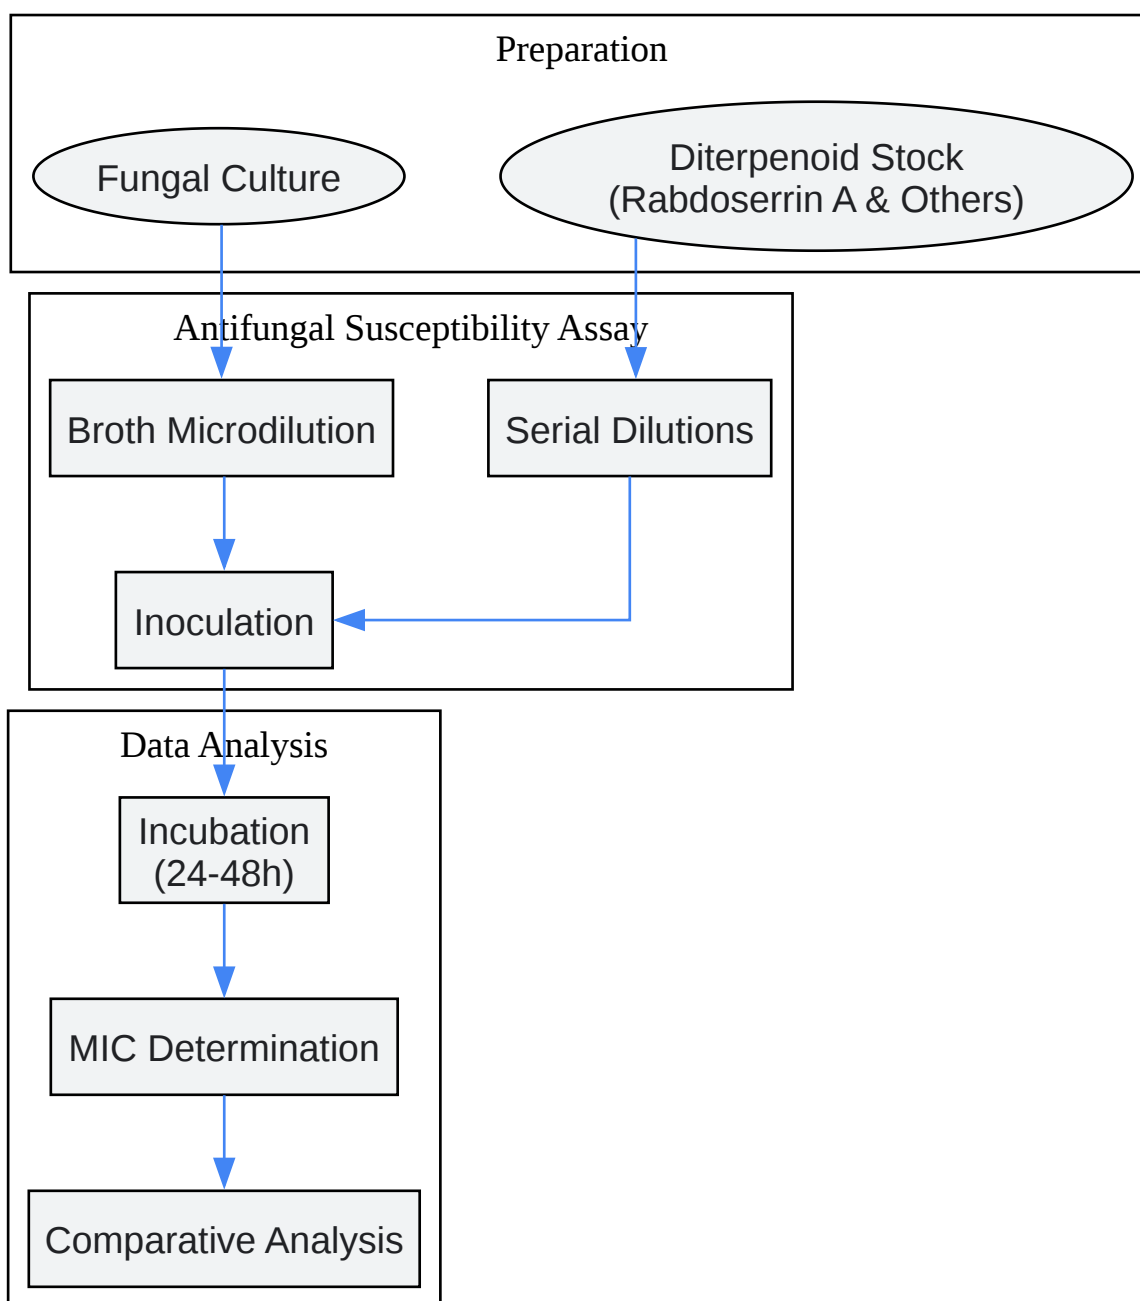 Preparation
Fungal Culture
Diterpenoid Stock
(Rabdoserrin A & Others)
Antifungal Susceptibility Assay
Broth Microdilution
Serial Dilutions
Inoculation
Data Analysis
Incubation
(24-48h)
MIC Determination
Comparative Analysis